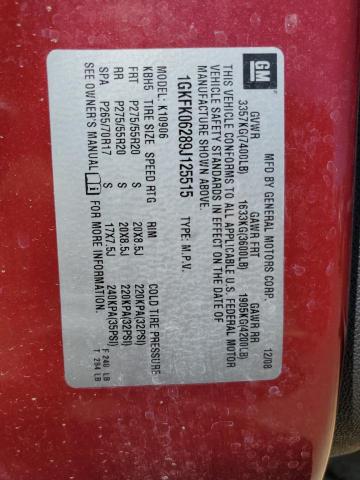 GM
MFD BY GENERAL MOTORS CORP. 12/08
GVWR GAWR FRT GAWR RR
3357KG(7400LB) 1633KG(3600LB) 1905KG(4200LB)
THIS VEHICLE CONFORMS TO ALL APPLICABLE U.S. FEDERAL MOTOR
VEHICLE SAFETY STANDARDS IN EFFECT ON THE DATE OF
MANUFACTURE SHOWN ABOVE.
1GKFK06289J125515 TYPE: M.P.V.
MODEL: K10906
KBH5 TIRE SIZE SPEED RTG RIM COLD TIRE PRESSURE
FRT P275/55R20 S 20X8.5J 220KPA(32PSI)
RR P275/55R20 S 20X8.5J 220KPA(32PSI)
SPA P265/70R17 S 17X7.5J 240KPA(35PSI)
SEE OWNER'S MANUAL FOR MORE INFORMATION.
F 240 LB
T 284 LB